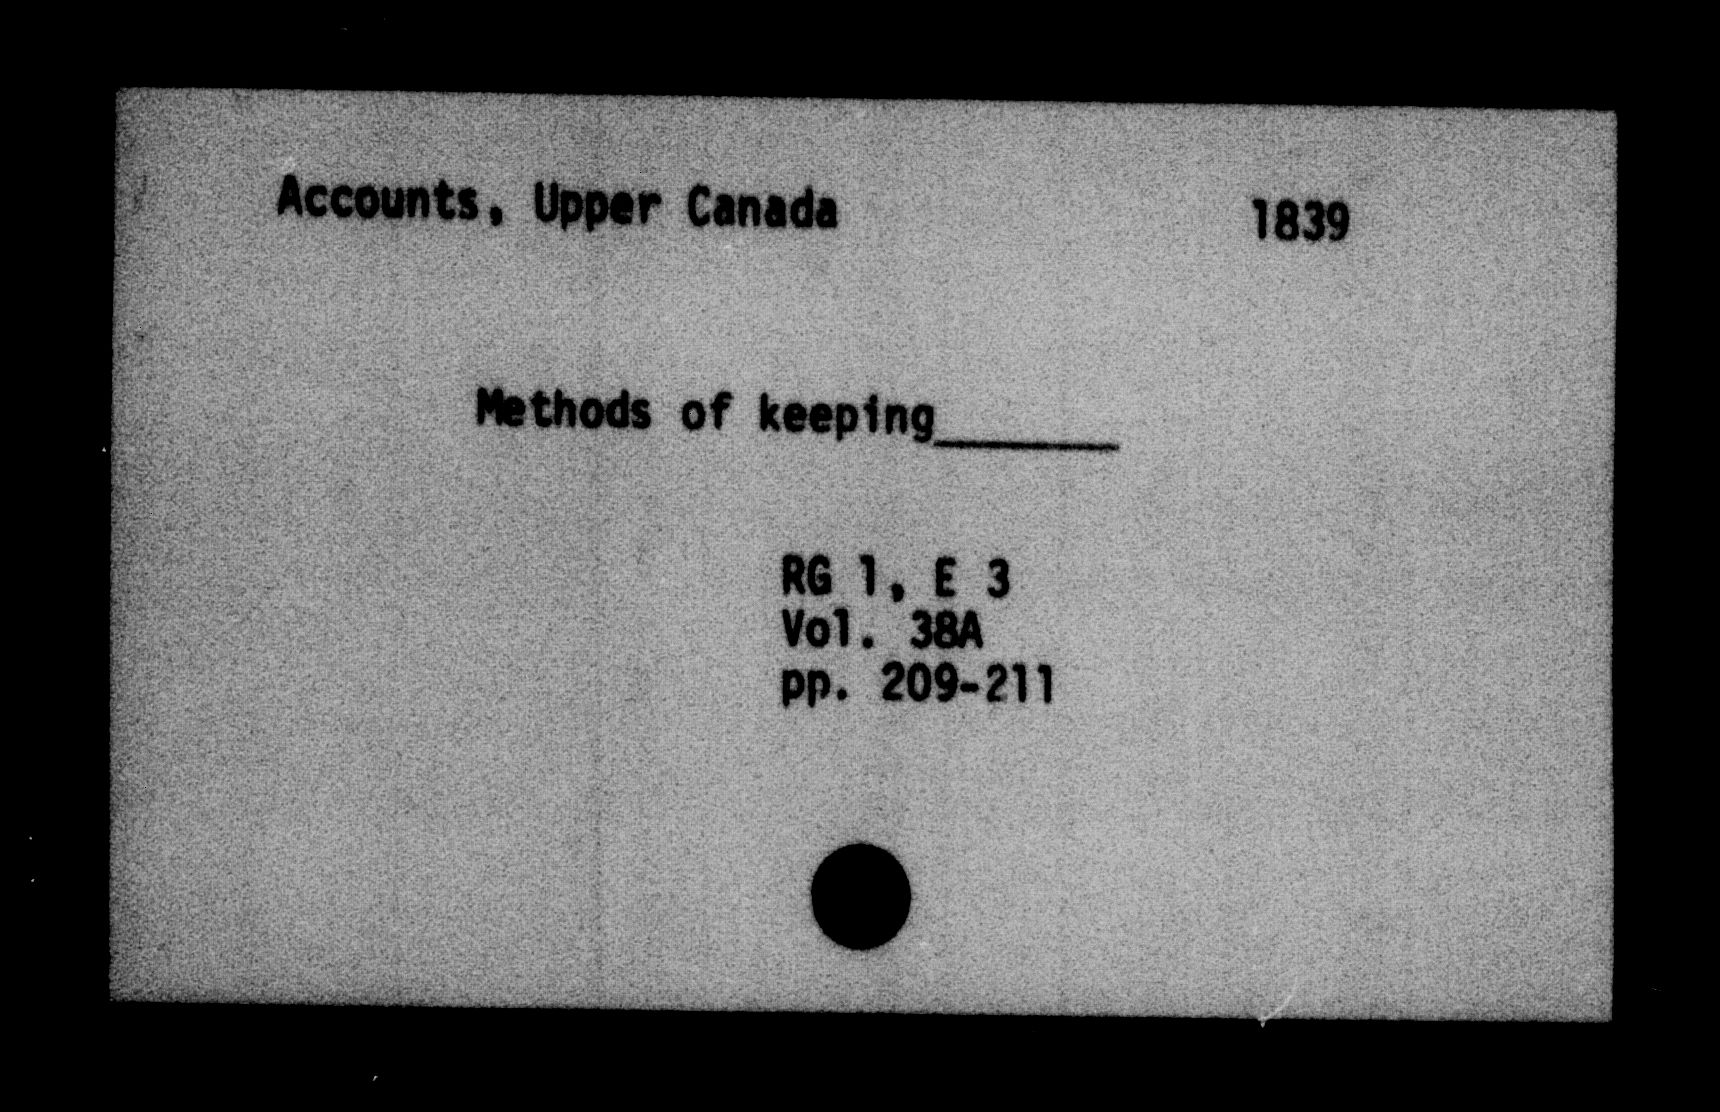 Accounts, Upper Canada 1839
Methods of keeping_______
RG 1, E 3
Vol. 38A
pp. 209-211